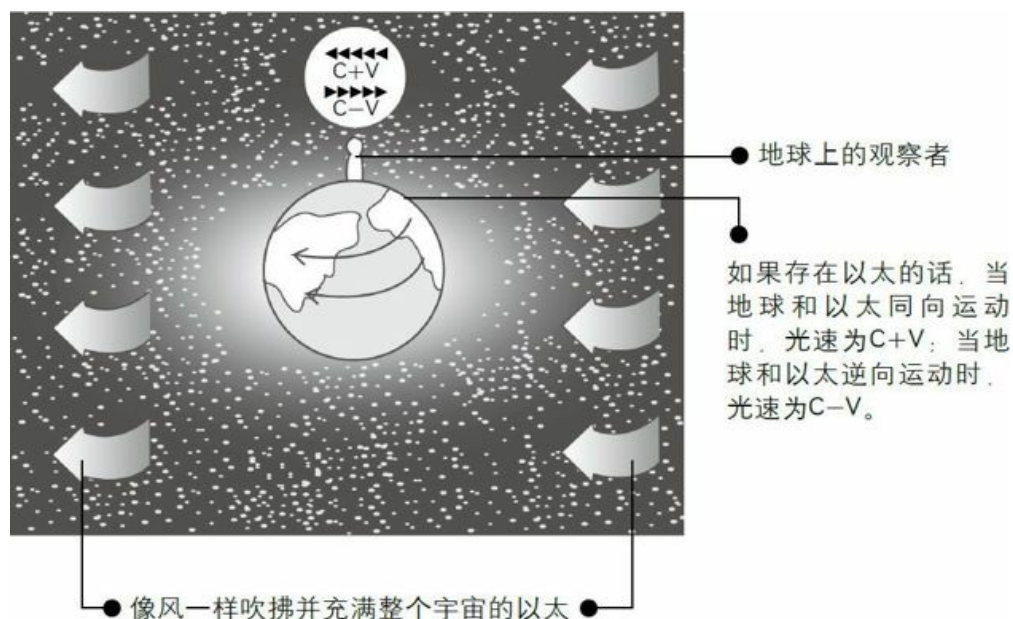 ◀◀◀◀◀
C+V
▶▶▶▶▶
C−V
地球上的观察者
如果存在以太的话，当
地球和以太同向运动
时，光速为C+V；当地
球和以太逆向运动时，
光速为C−V。
像风一样吹拂并充满整个宇宙的以太